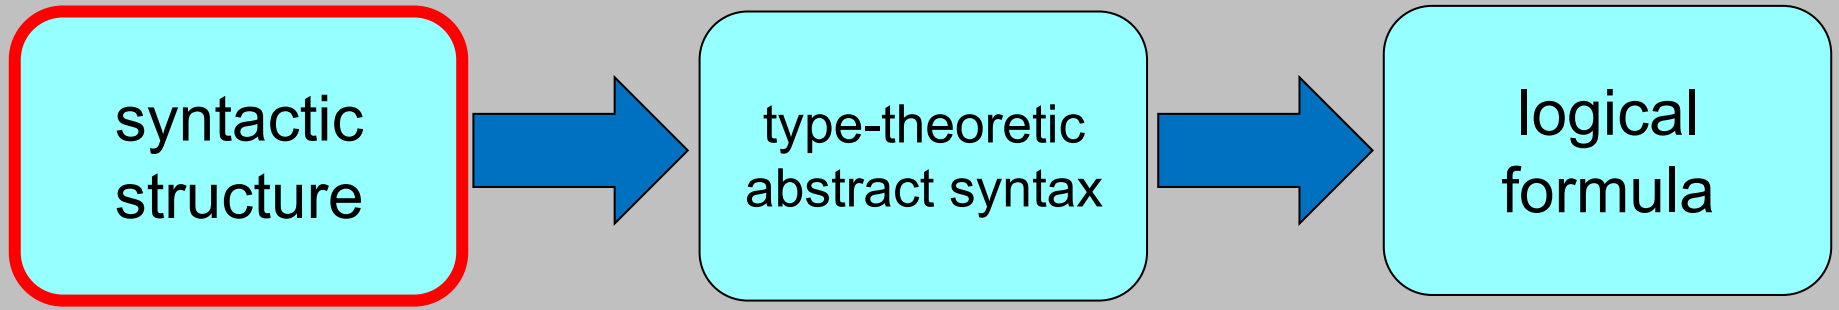 syntactic
structure
type-theoretic
abstract syntax
logical
formula